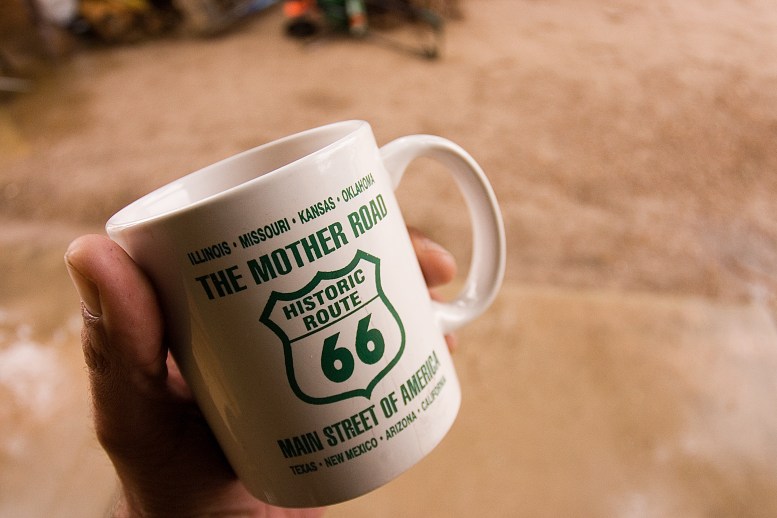 ILLINOIS • MISSOURI • KANSAS • OKLAHOMA
THE MOTHER ROAD
HISTORIC
ROUTE
66
MAIN STREET OF AMERICA
TEXAS • NEW MEXICO • ARIZONA • CALIFORNIA